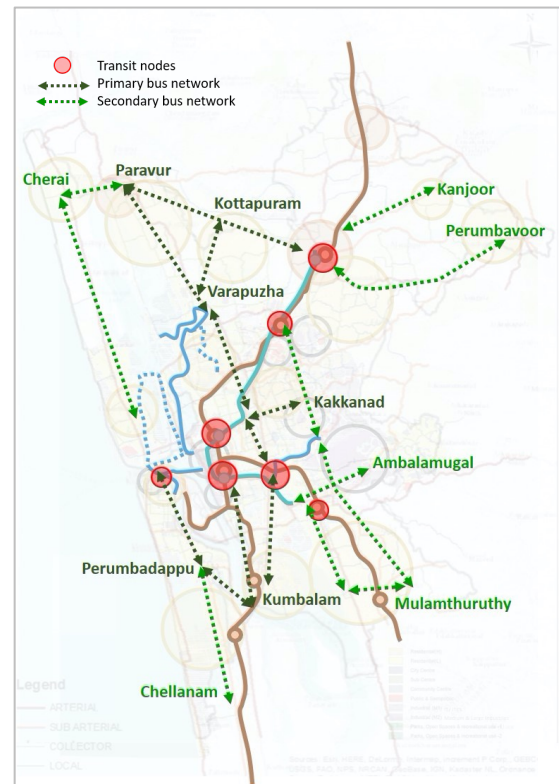 Transit nodes
Primary bus network
Secondary bus network
Cherai
Paravur
Kanjoor
Kottapuram
Perumbavoor
Varapuzha
Kakkanad
Ambalamugal
Perumbadappu
Kumbalam
Mulamthuruthy
Chellanam
Legend
ARTERIAL
SUB ARTERIAL
COLLECTOR
LOCAL